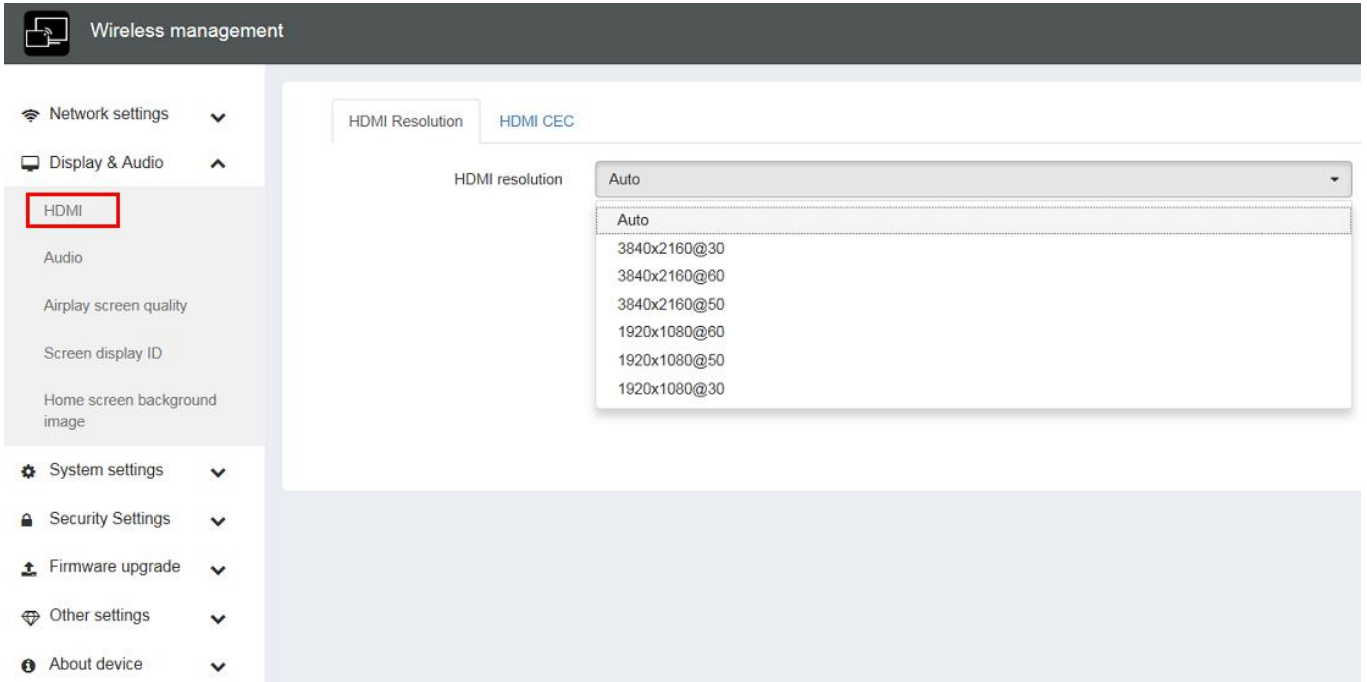 Wireless management
Network settings
Display & Audio
HDMI
Audio
Airplay screen quality
Screen display ID
Home screen background
image
System settings
Security Settings
Firmware upgrade
Other settings
About device
HDMI Resolution
HDMI CEC
HDMI resolution
Auto
Auto
3840x2160@30
3840x2160@60
3840x2160@50
1920x1080@60
1920x1080@50
1920x1080@30